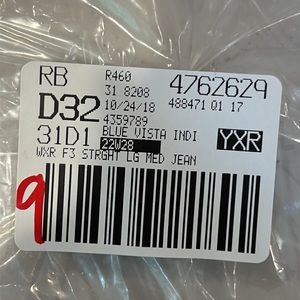 RB R460 4762629
31 8208
D32 10/24/18 488471 Q1 17
4359789
31D1 BLUE VISTA INDI YXR
22W28
WXR F3 STRGHT LG MED JEAN
9